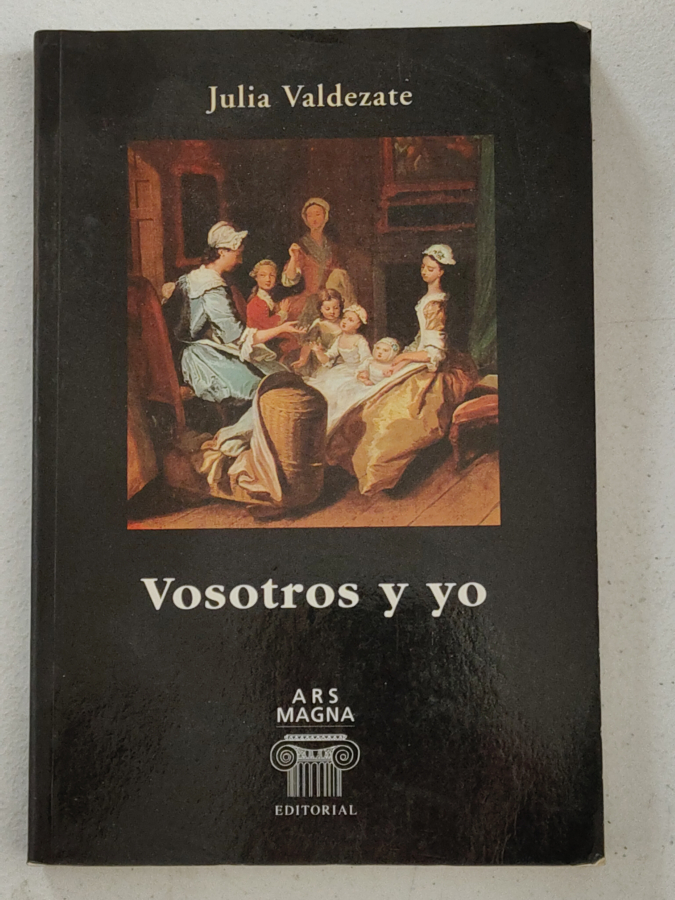 Julia Valdezate
Vosotros y yo
ARS
MAGNA
EDITORIAL